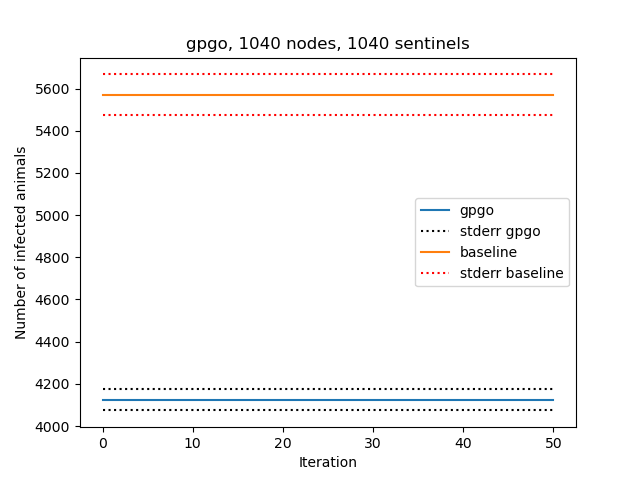 gpgo, 1040 nodes, 1040 sentinels
Number of infected animals
5600
5400
5200
5000
4800
4600
4400
4200
4000
gpgo
stderr gpgo
baseline
stderr baseline
0 10 20 30 40 50
Iteration